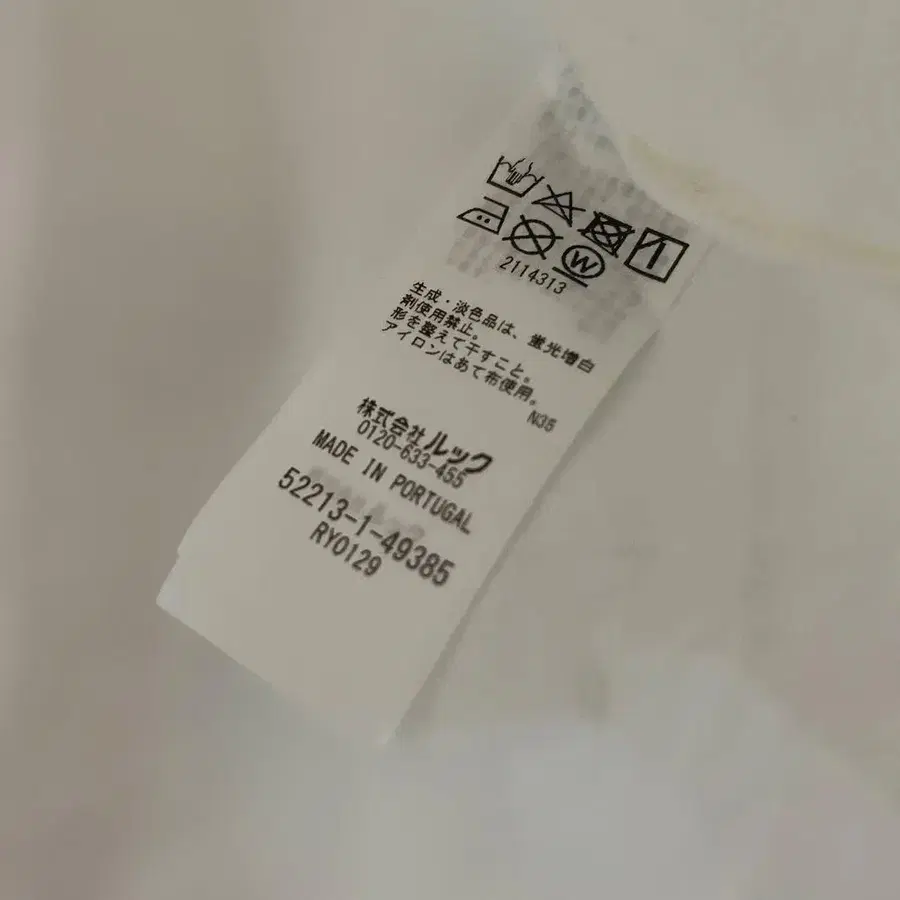 W
2114313
生成・淡色品は、蛍光増白
剤使用禁止。
形を整えて干すこと。
アイロンはあて布使用。
N35
株式会社ルック
0120-633-455
MADE IN PORTUGAL
52213-1-49385
RY0129